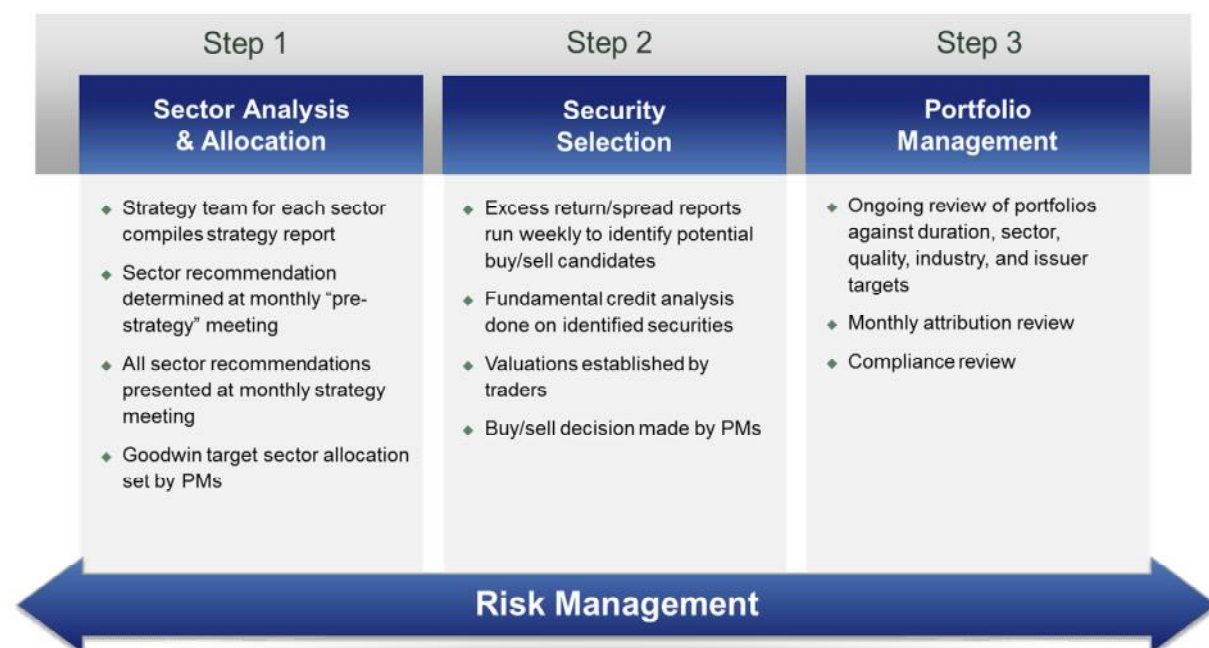 Step 1
Sector Analysis
& Allocation
Strategy team for each sector
compiles strategy report
Sector recommendation
determined at monthly “pre-
strategy” meeting
All sector recommendations
presented at monthly strategy
meeting
Goodwin target sector allocation
set by PMs
Step 2
Security
Selection
Excess return/spread reports
run weekly to identify potential
buy/sell candidates
Fundamental credit analysis
done on identified securities
Valuations established by
traders
Buy/sell decision made by PMs
Step 3
Portfolio
Management
Ongoing review of portfolios
against duration, sector,
quality, industry, and issuer
targets
Monthly attribution review
Compliance review
Risk Management